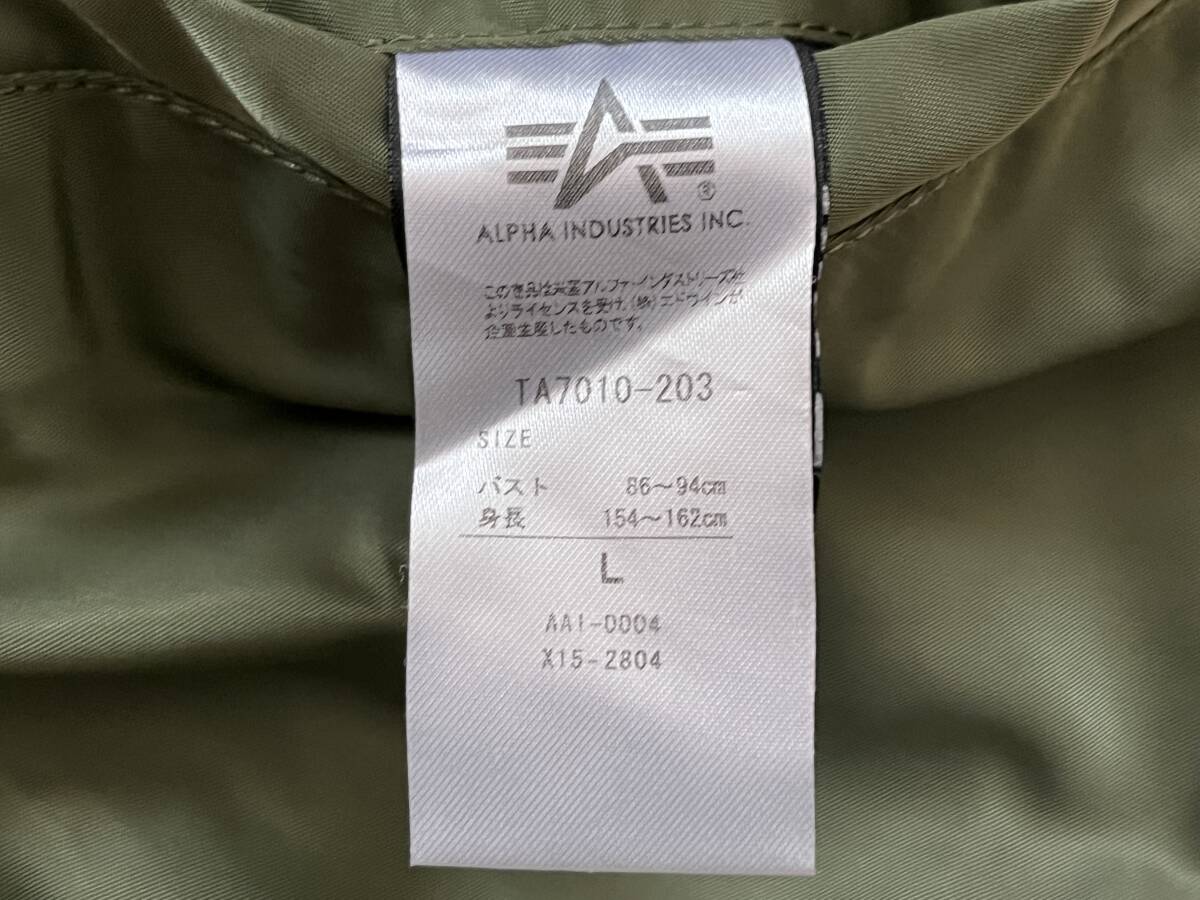 ALPHA INDUSTRIES INC.
この商品は米国アルファ・インダストリーズ社
よりライセンスを受け、(株)エドウインが
企画生産したものです。
TA7010-203
SIZE
バスト 86〜94cm
身長 154〜162cm
L
AA1-0004
X15-2804